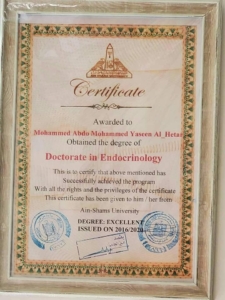 Certificate
Awarded to
Mohammed Abdo Mohammed Yaseen Al_Hetar
Obtained the degree of
Doctorate in Endocrinology
This is to certify that above mentioned has
Successfully achieved the program
With all the rights and the privileges of the certificate
This certificate has been given to him / her from
Ain-Shams University
DEGREE: EXCELLENT
ISSUED ON 2016/2020